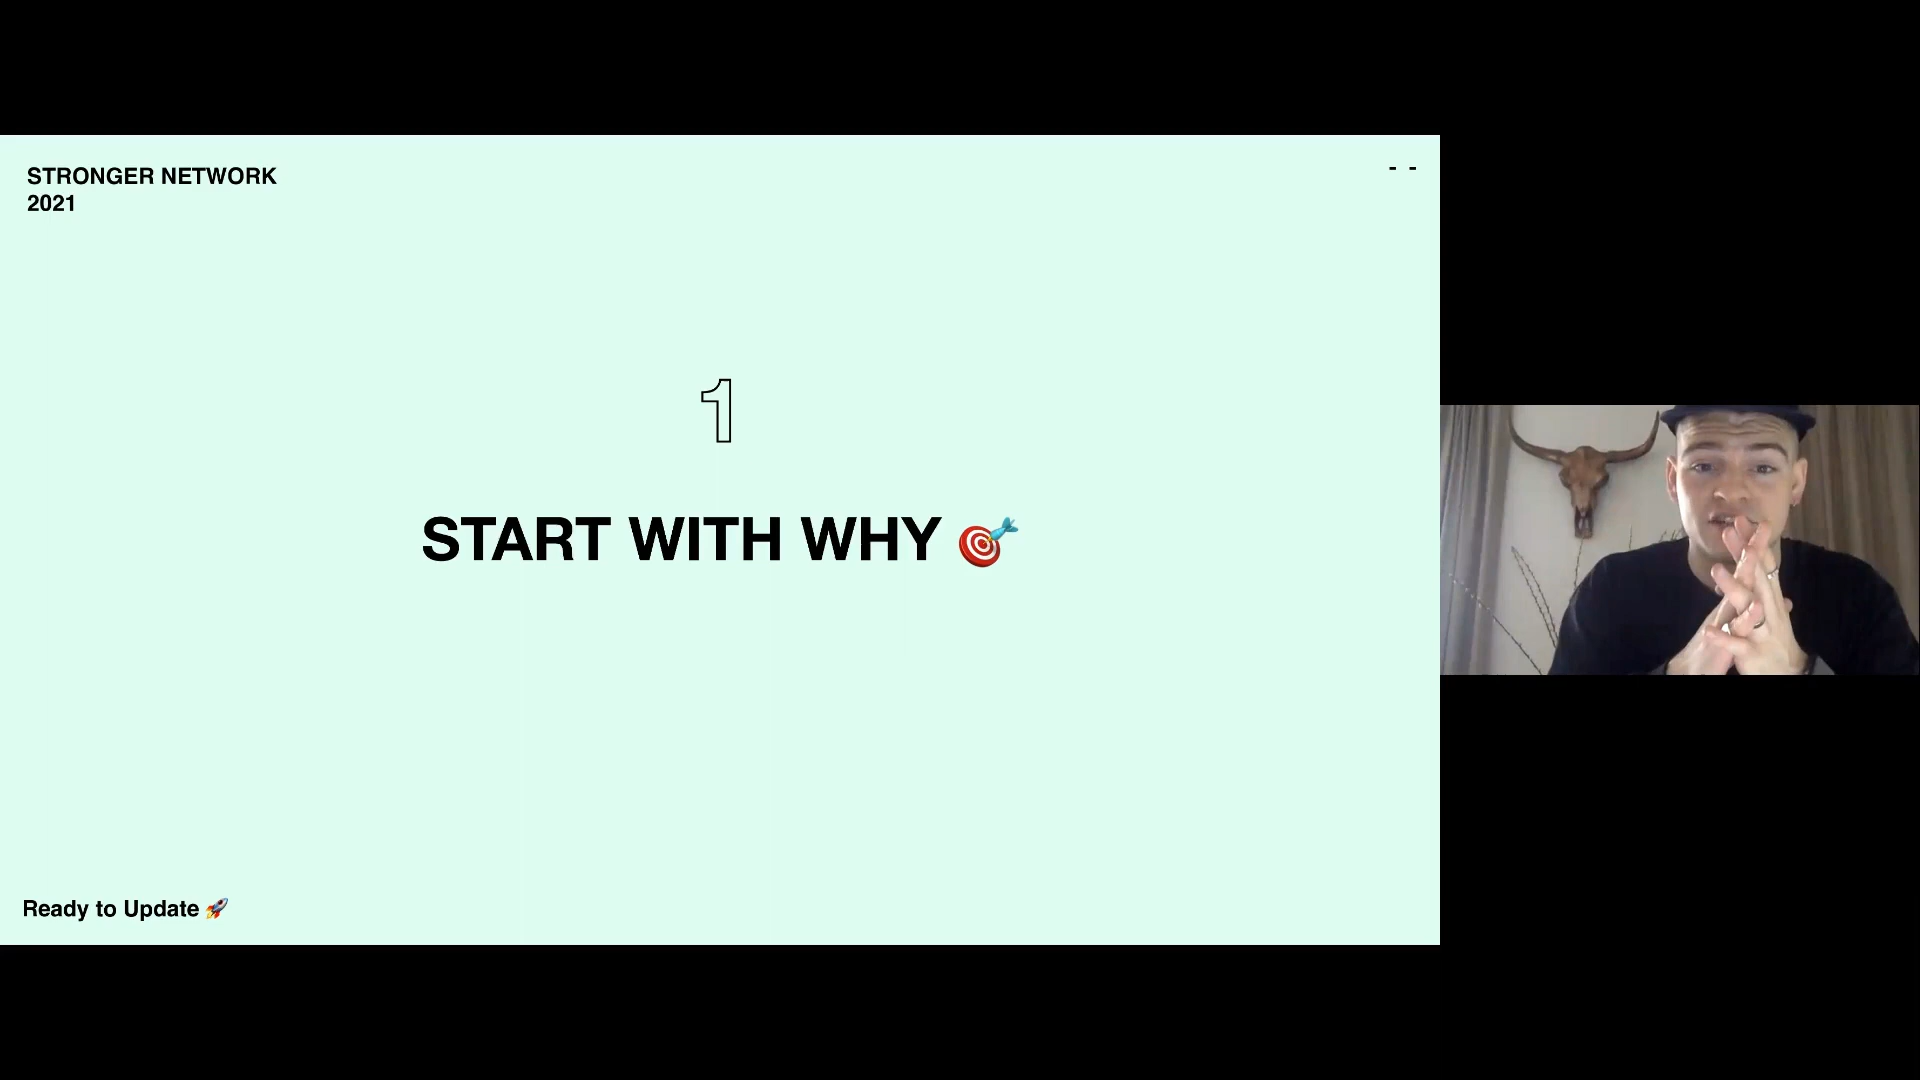 STRONGER NETWORK
2021
- -
1
START WITH WHY 🎯
Ready to Update 🚀